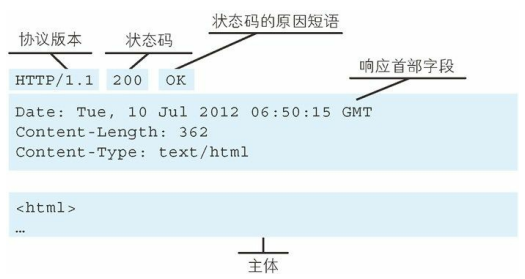 状态码的原因短语
协议版本 状态码
响应首部字段
HTTP/1.1 200 OK
Date: Tue, 10 Jul 2012 06:50:15 GMT
Content-Length: 362
Content-Type: text/html
<html>
…
主体